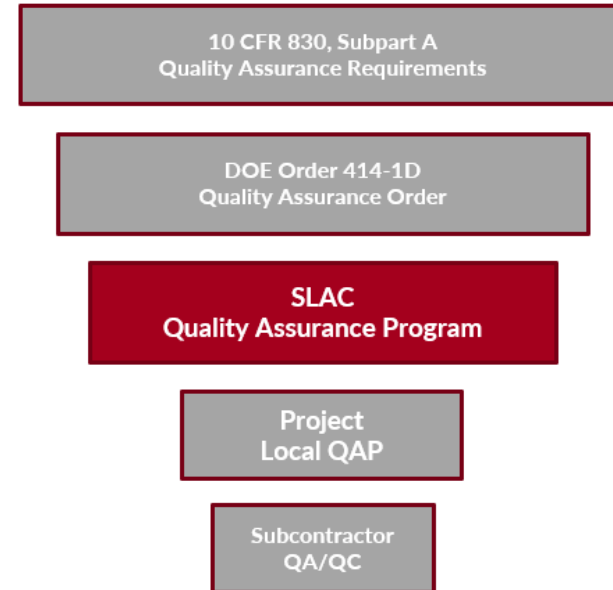 10 CFR 830, Subpart A
Quality Assurance Requirements
DOE Order 414-1D
Quality Assurance Order
SLAC
Quality Assurance Program
Project
Local QAP
Subcontractor
QA/QC